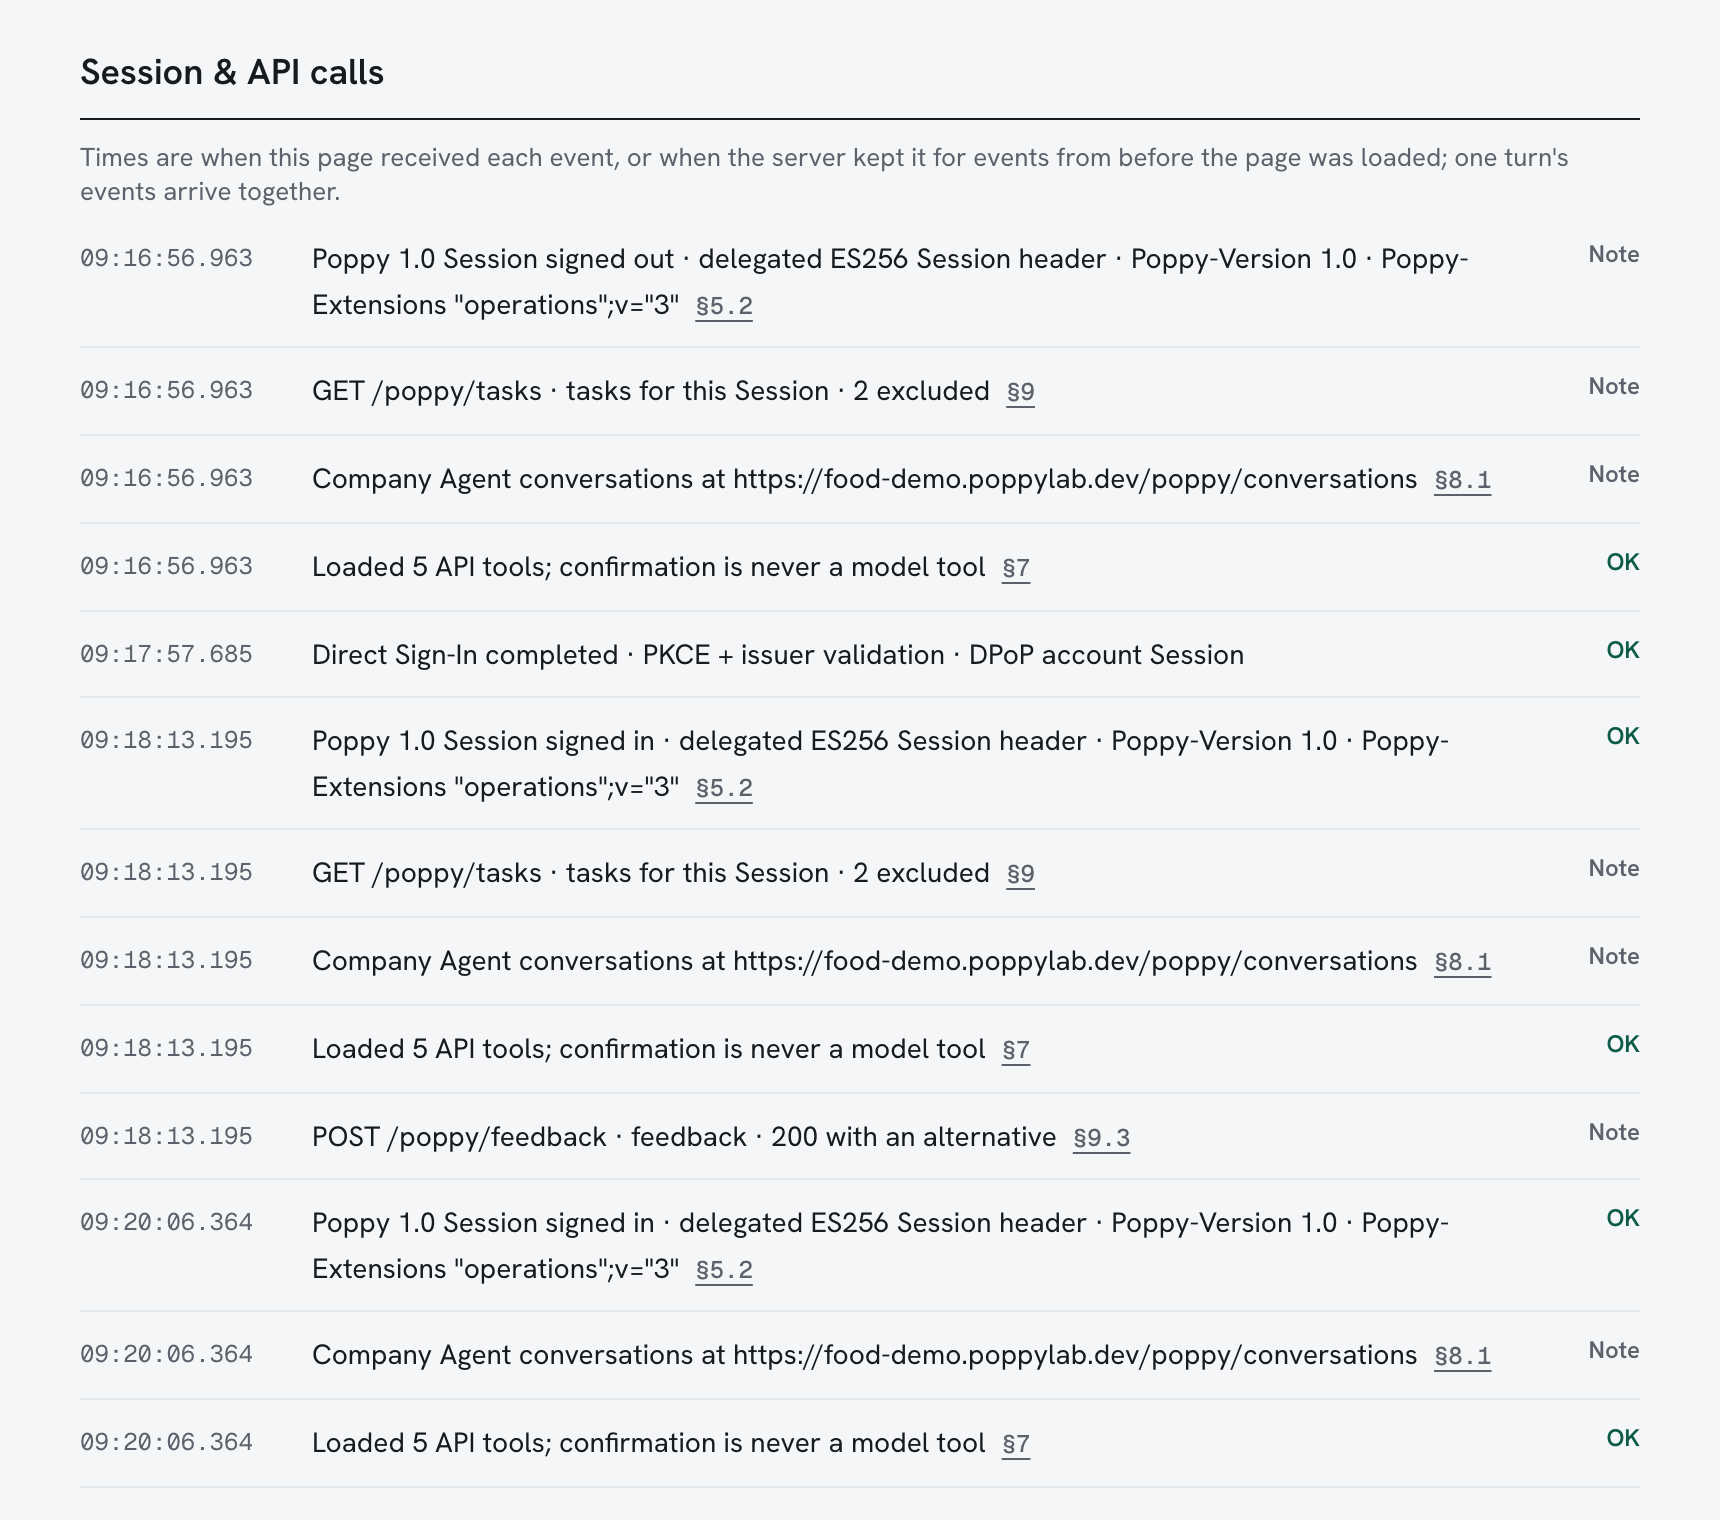 Session & API calls
Times are when this page received each event, or when the server kept it for events from before the page was loaded; one turn's
events arrive together.
09:16:56.963 Poppy 1.0 Session signed out · delegated ES256 Session header · Poppy-Version 1.0 · Poppy- Note
Extensions "operations";v="3" §5.2
09:16:56.963 GET /poppy/tasks · tasks for this Session · 2 excluded §9 Note
09:16:56.963 Company Agent conversations at https://food-demo.poppylab.dev/poppy/conversations §8.1 Note
09:16:56.963 Loaded 5 API tools; confirmation is never a model tool §7 OK
09:17:57.685 Direct Sign-In completed · PKCE + issuer validation · DPoP account Session OK
09:18:13.195 Poppy 1.0 Session signed in · delegated ES256 Session header · Poppy-Version 1.0 · Poppy- OK
Extensions "operations";v="3" §5.2
09:18:13.195 GET /poppy/tasks · tasks for this Session · 2 excluded §9 Note
09:18:13.195 Company Agent conversations at https://food-demo.poppylab.dev/poppy/conversations §8.1 Note
09:18:13.195 Loaded 5 API tools; confirmation is never a model tool §7 OK
09:18:13.195 POST /poppy/feedback · feedback · 200 with an alternative §9.3 Note
09:20:06.364 Poppy 1.0 Session signed in · delegated ES256 Session header · Poppy-Version 1.0 · Poppy- OK
Extensions "operations";v="3" §5.2
09:20:06.364 Company Agent conversations at https://food-demo.poppylab.dev/poppy/conversations §8.1 Note
09:20:06.364 Loaded 5 API tools; confirmation is never a model tool §7 OK